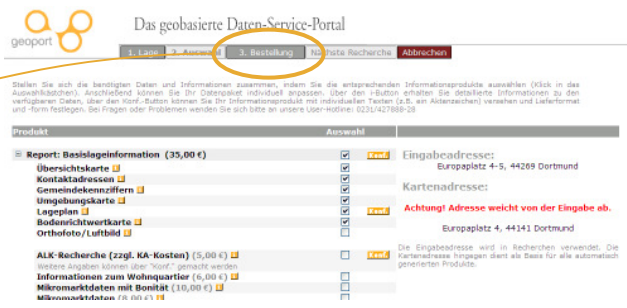 geoport
Das geobasierte Daten-Service-Portal
1. Lage 2. Auswahl 3. Bestellung Nächste Recherche Abbrechen
Stellen Sie sich die benötigten Daten und Informationen zusammen, indem Sie die entsprechenden Informationsprodukte auswählen (Klick in das
Auswahlkästchen). Anschließend können Sie Ihr Datenpaket individuell anpassen. Über den i-Button erhalten Sie detaillierte Informationen zu den
verfügbaren Daten, über den Konf.-Button können Sie Ihr Informationsprodukt mit individuellen Texten (z.B. ein Aktenzeichen) versehen und Lieferformat
und -form festlegen. Bei Fragen oder Problemen wenden Sie sich bitte an unsere User-Hotline: 0231/427888-28
Produkt Auswahl
Report: Basislageinformation (35,00 €) Konf. Eingabeadresse:
Übersichtskarte Europaplatz 4-5, 44269 Dortmund
Kontaktadressen
Gemeindekennziffern Kartenadresse:
Umgebungskarte
Lageplan Konf. Achtung! Adresse weicht von der Eingabe ab.
Bodenrichtwertkarte
Orthofoto/Luftbild Europaplatz 4, 44141 Dortmund
ALK-Recherche (zzgl. KA-Kosten) (5,00 €) Konf. Die Eingabeadresse wird in Recherchen verwendet. Die
Weitere Angaben können über "Konf." gemacht werden Kartenadresse hingegen dient als Basis für alle automatisch
Informationen zum Wohnquartier (6,00 €) generierten Produkte.
Mikromarktdaten mit Bonität (10,00 €)
Mikromarktdaten (8,00 €)